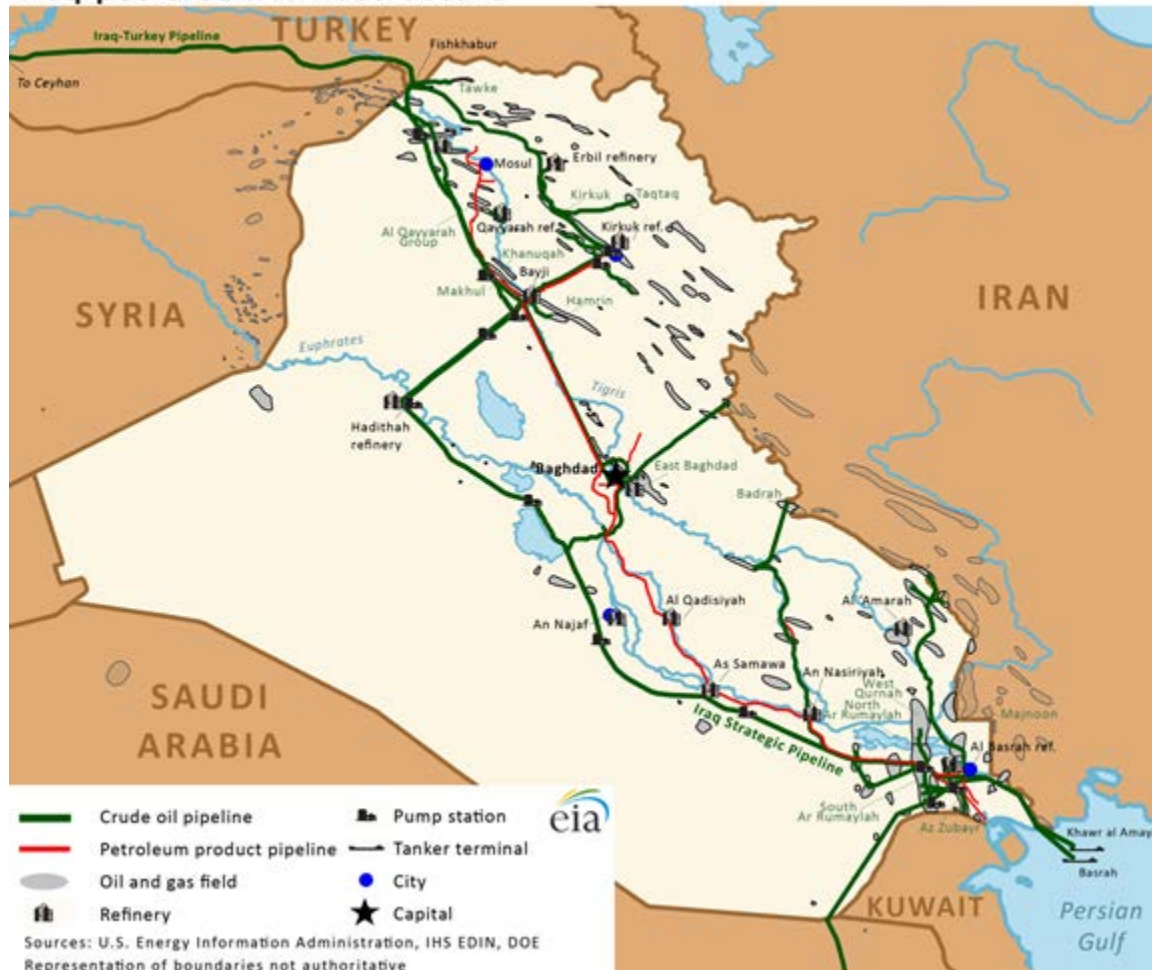 TURKEY
Iraq-Turkey Pipeline
Fishkhabur
To Ceyhan
Tawke
Mosul
Erbil refinery
Kirkuk
Taqtaq
Al Qayyarah
Group
Qayyarah ref.
Kirkuk ref.
Khanuqah
Bayji
Makhul
Hamrin
SYRIA
IRAN
Euphrates
Tigris
Hadithah
refinery
Baghdad
East Baghdad
Badrah
An Najaf
Al Qadisiyah
Al 'Amarah
As Samawa
An Nasiriyah
West
Qurnah
North
Ar Rumaylah
Majnoon
SAUDI
ARABIA
Iraq Strategic Pipeline
Al Basrah ref.
South
Ar Rumaylah
Az Zubayr
Khawr al Amay
Basrah
KUWAIT
Persian
Gulf
Crude oil pipeline
Petroleum product pipeline
Oil and gas field
Refinery
Pump station
Tanker terminal
City
Capital
eia
Sources: U.S. Energy Information Administration, IHS EDIN, DOE
Representation of boundaries not authoritative